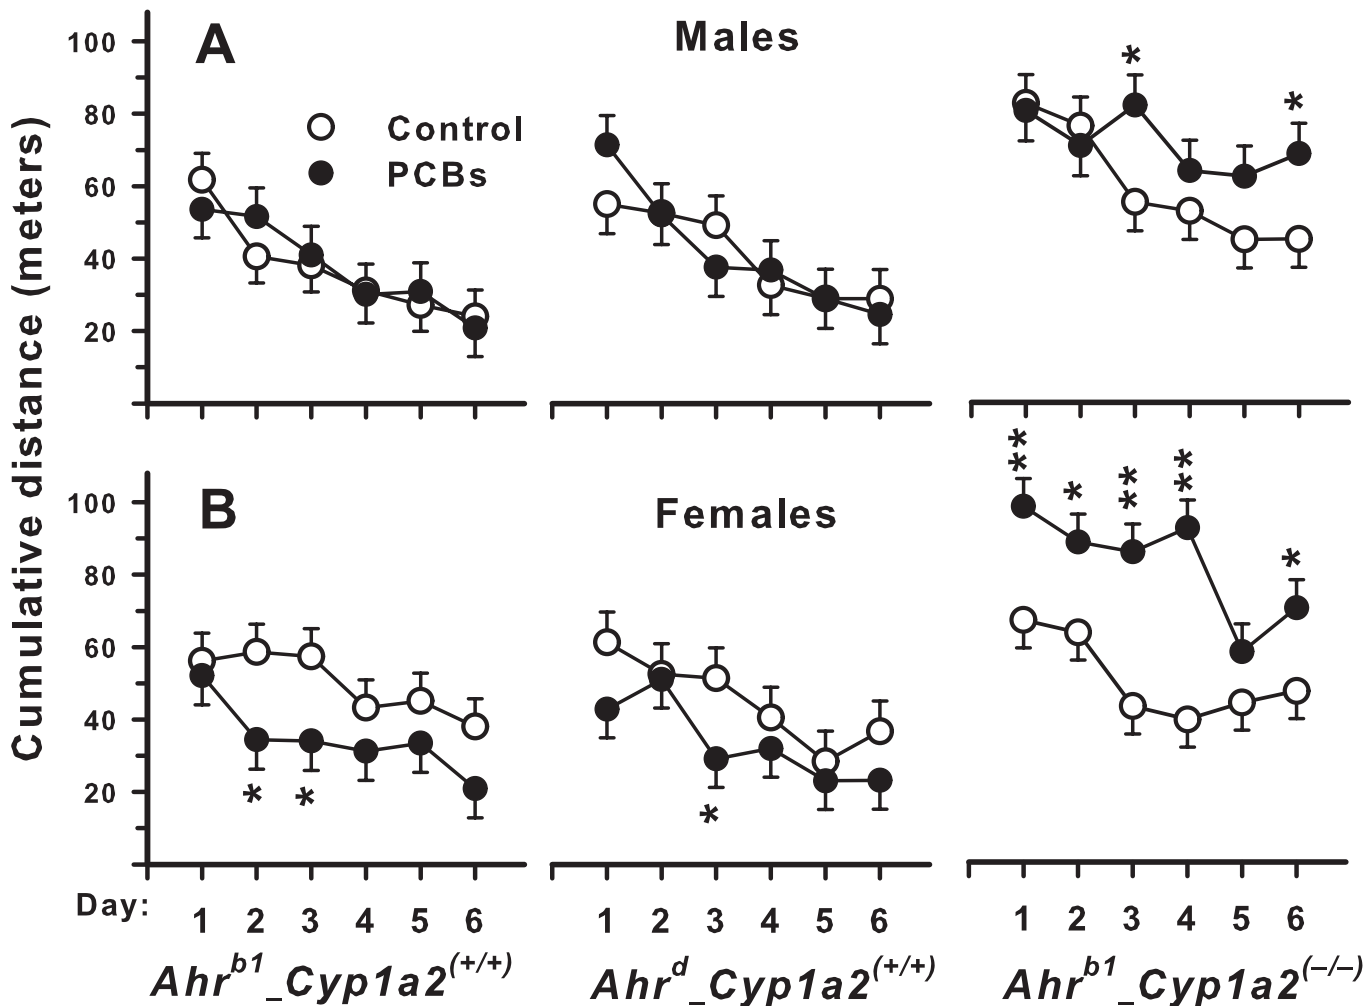 Cumulative distance (meters)
A
Males
Control
PCBs
100
80
60
40
20
*
*
B
Females
100
80
60
40
20
*
*
*
**
*
**
**
*
Day: 1 2 3 4 5 6 1 2 3 4 5 6 1 2 3 4 5 6
Ahr^b1_Cyp1a2^(+/+) Ahr^d_Cyp1a2^(+/+) Ahr^b1_Cyp1a2^(–/–)